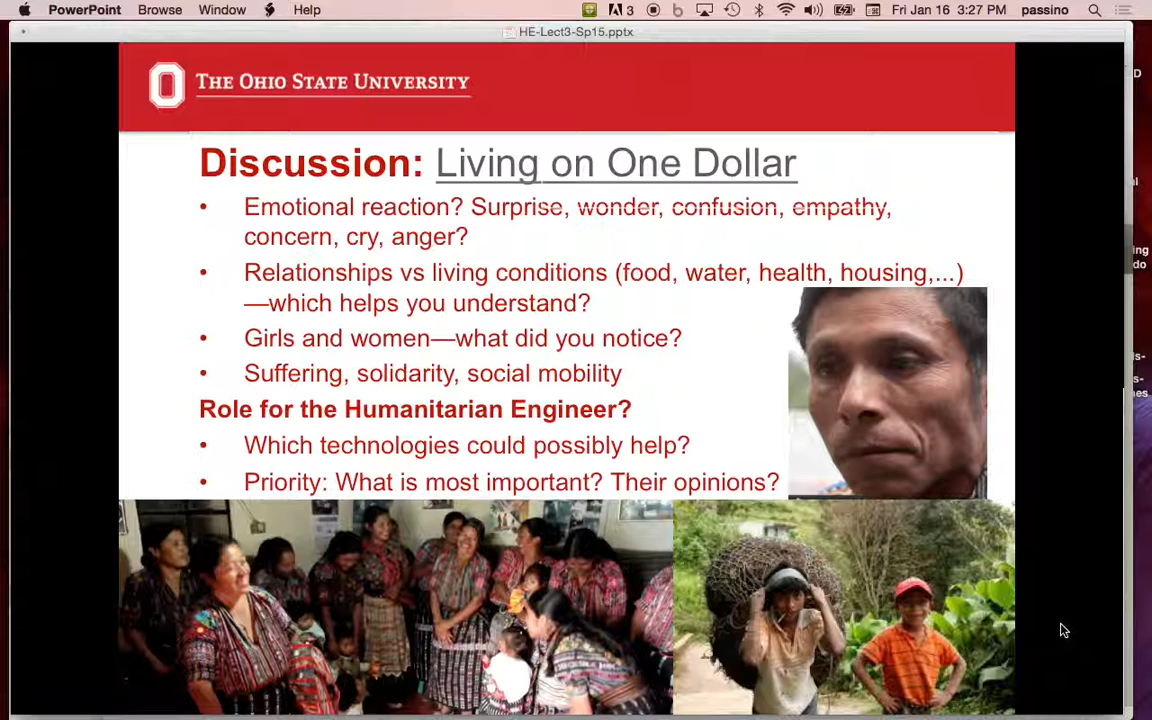 PowerPoint Browse Window Help 3 Fri Jan 16 3:27 PM passino
HE-Lect3-Sp15.pptx
THE OHIO STATE UNIVERSITY
Discussion: Living on One Dollar
• Emotional reaction? Surprise, wonder, confusion, empathy,
concern, cry, anger?
• Relationships vs living conditions (food, water, health, housing,...)
—which helps you understand?
• Girls and women—what did you notice?
• Suffering, solidarity, social mobility
Role for the Humanitarian Engineer?
• Which technologies could possibly help?
• Priority: What is most important? Their opinions?